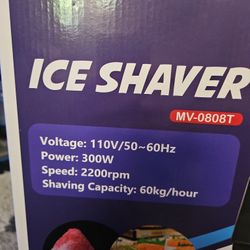 ICE SHAVER
MV-0808T
Voltage: 110V/50~60Hz
Power: 300W
Speed: 2200rpm
Shaving Capacity: 60kg/hour